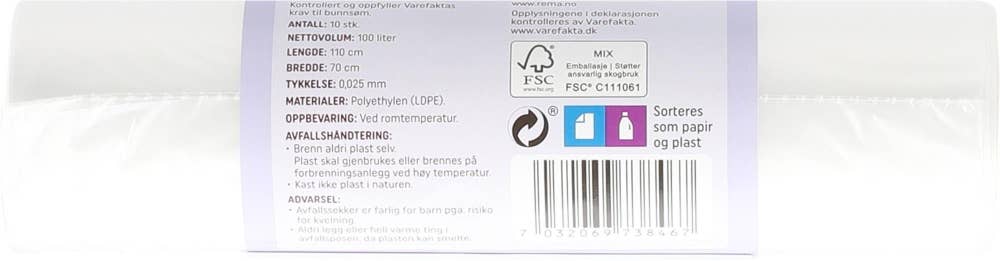 Kontrollert og oppfyller Varefaktas
krav til bunnsøm.
ANTALL: 10 stk.
NETTOVOLUM: 100 liter
LENGDE: 110 cm
BREDDE: 70 cm
TYKKELSE: 0,025 mm
MATERIALER: Polyethylen (LDPE).
OPPBEVARING: Ved romtemperatur.
AVFALLSHÅNDTERING:
• Brenn aldri plast selv.
Plast skal gjenbrukes eller brennes på
forbrenningsanlegg ved høy temperatur.
• Kast ikke plast i naturen.
ADVARSEL:
• Avfallssekker er farlig for barn pga. risiko
for kvelning.
• Aldri legg eller hell varme ting i
avfallsposen, da plasten kan smelte.
www.rema.no
Opplysningene i deklarasjonen
kontrolleres av Varefakta.
www.varefakta.dk
FSC
www.fsc.org
MIX
Emballasje | Støtter
ansvarlig skogbruk
FSC® C111061
®
Sorteres
som papir
og plast
7 032069 738467